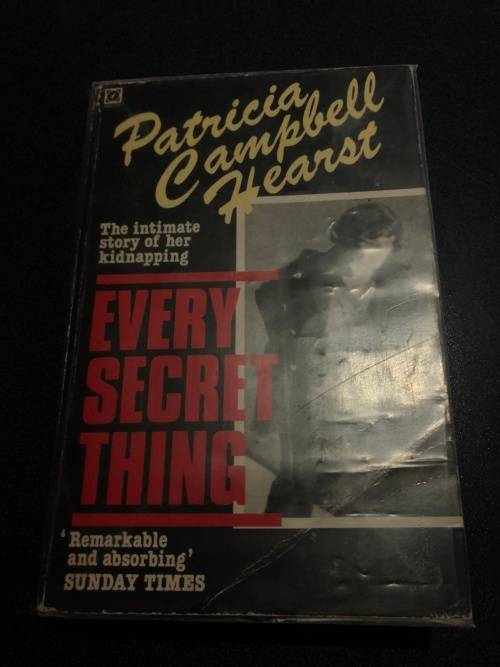 Patricia
Campbell
Hearst
The intimate
story of her
kidnapping
EVERY
SECRET
THING
'Remarkable
and absorbing'
SUNDAY TIMES